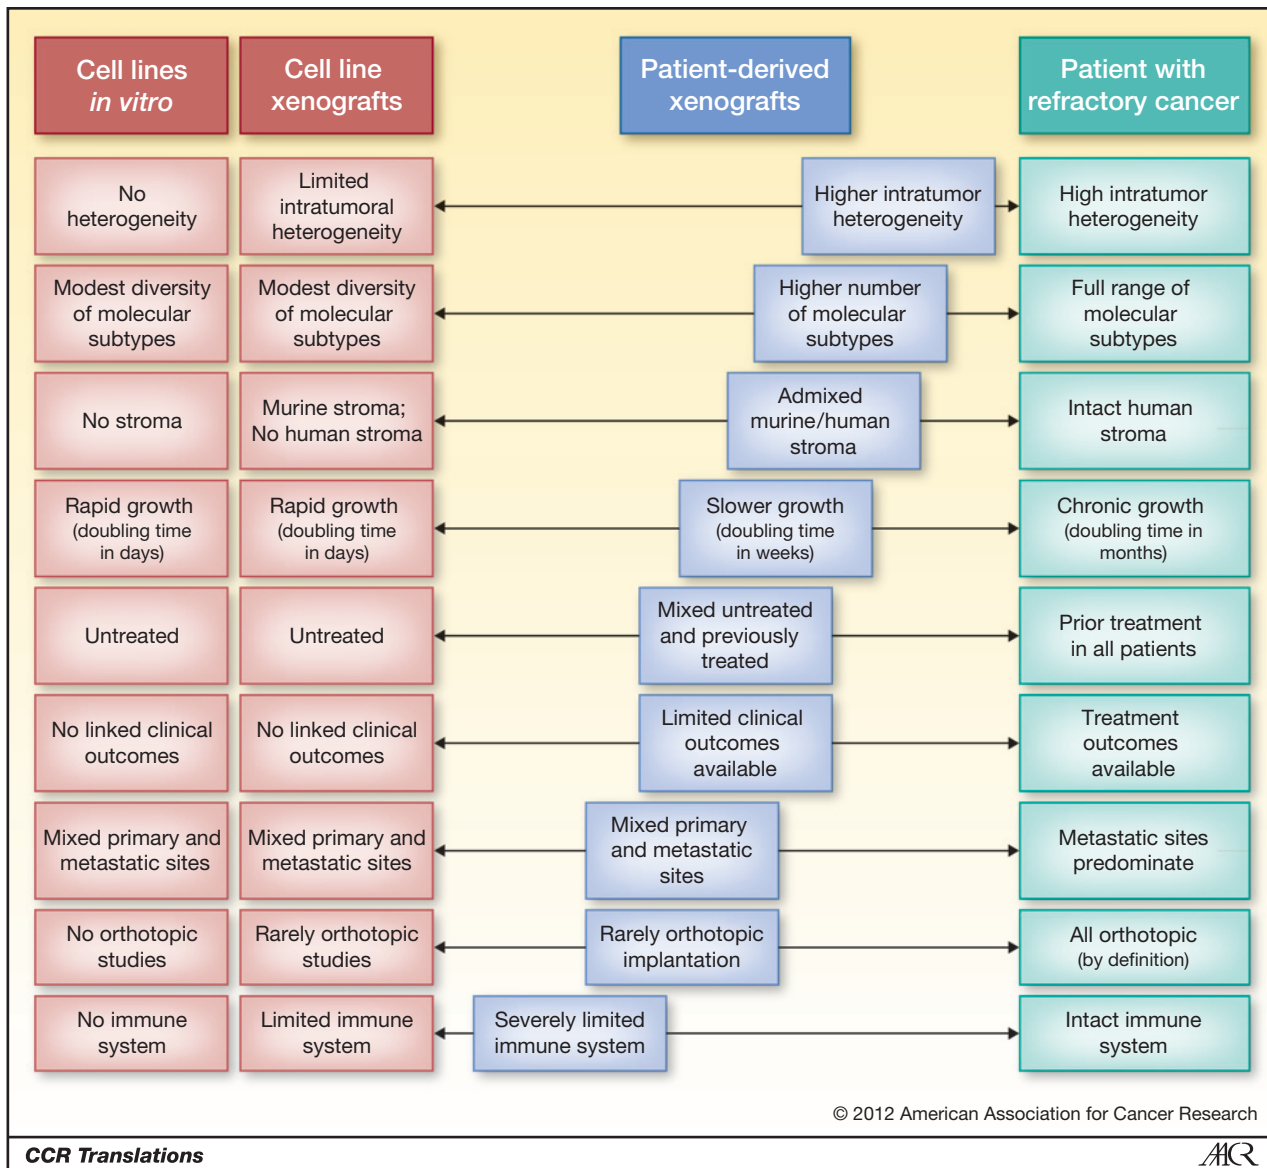 Cell lines
in vitro
Cell line
xenografts
Patient-derived
xenografts
Patient with
refractory cancer
No
heterogeneity
Limited
intratumoral
heterogeneity
Higher intratumor
heterogeneity
High intratumor
heterogeneity
Modest diversity
of molecular
subtypes
Modest diversity
of molecular
subtypes
Higher number
of molecular
subtypes
Full range of
molecular
subtypes
No stroma
Murine stroma;
No human stroma
Admixed
murine/human
stroma
Intact human
stroma
Rapid growth
(doubling time
in days)
Rapid growth
(doubling time
in days)
Slower growth
(doubling time
in weeks)
Chronic growth
(doubling time in
months)
Untreated
Untreated
Mixed untreated
and previously
treated
Prior treatment
in all patients
No linked clinical
outcomes
No linked clinical
outcomes
Limited clinical
outcomes
available
Treatment
outcomes
available
Mixed primary and
metastatic sites
Mixed primary and
metastatic sites
Mixed primary
and metastatic
sites
Metastatic sites
predominate
No orthotopic
studies
Rarely orthotopic
studies
Rarely orthotopic
implantation
All orthotopic
(by definition)
No immune
system
Limited immune
system
Severely limited
immune system
Intact immune
system
© 2012 American Association for Cancer Research
CCR Translations
AACR